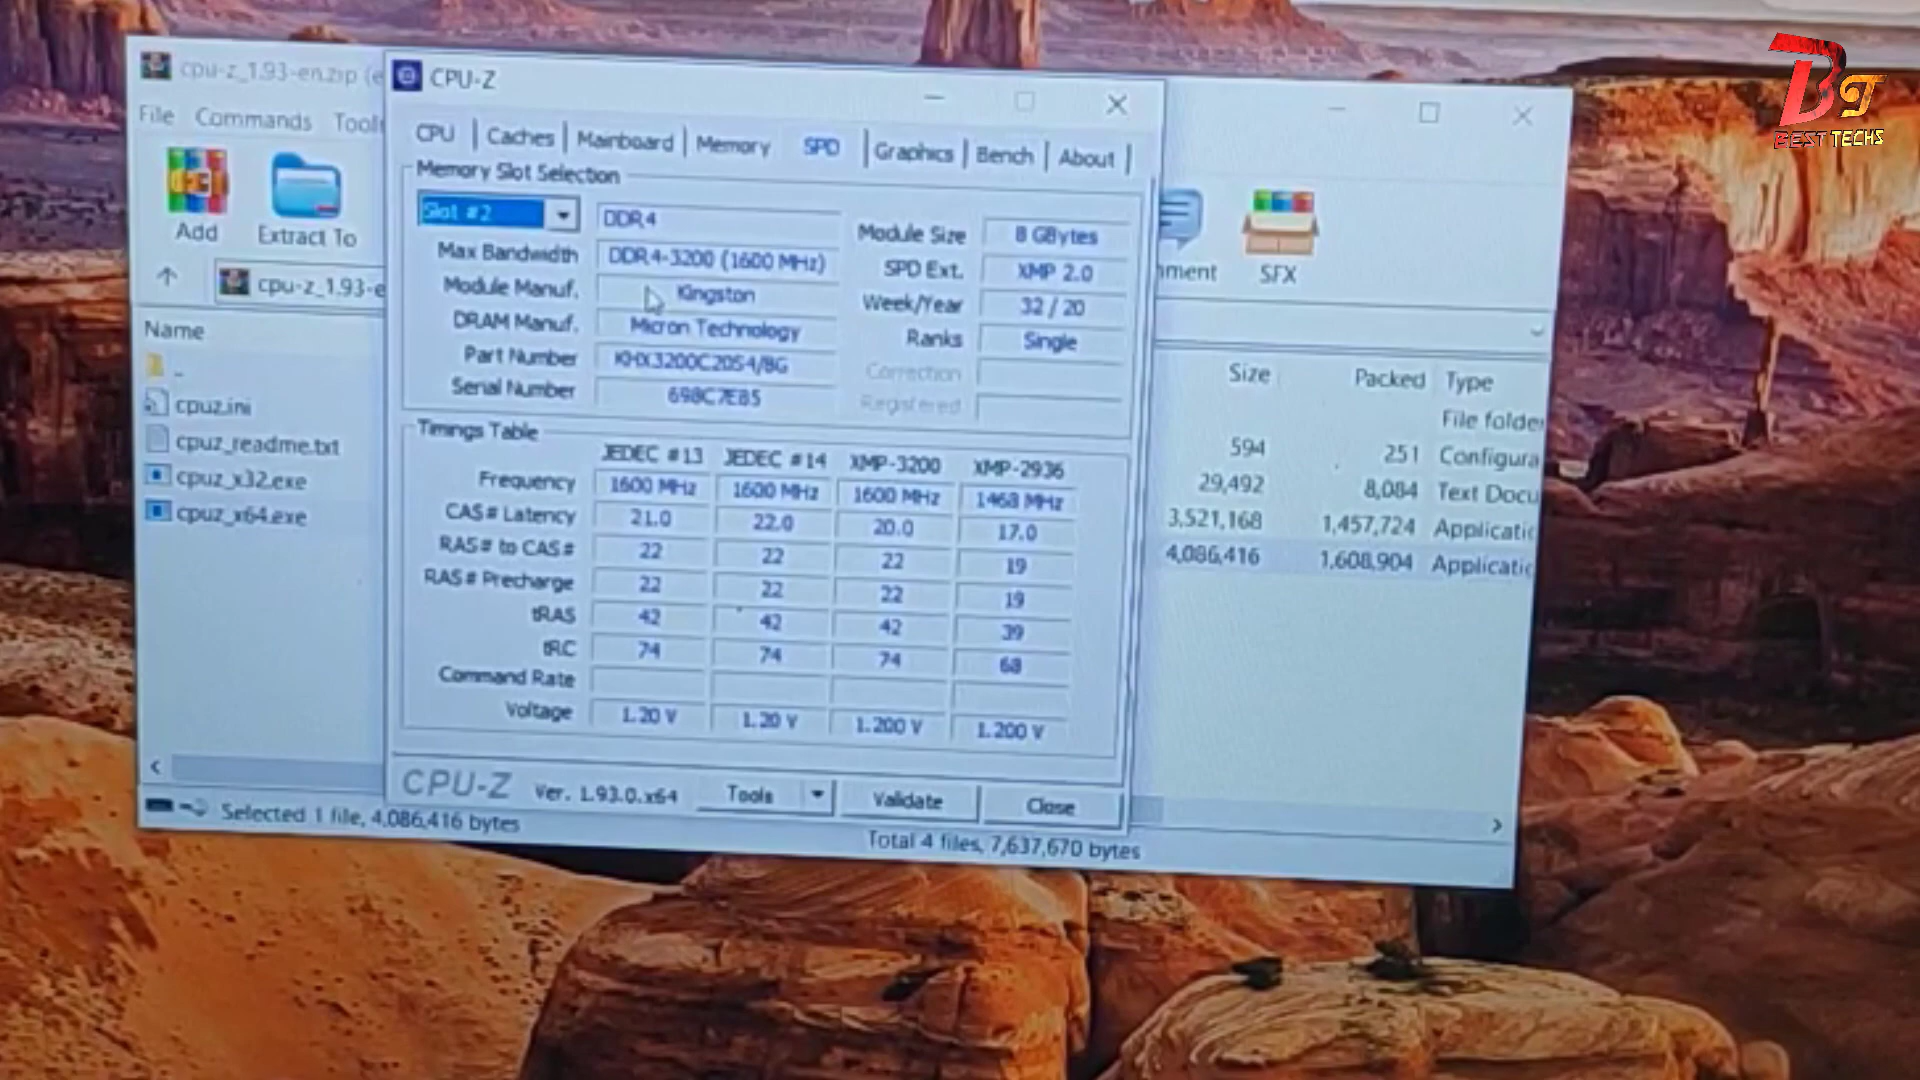 BEST TECHS
cpu-z_1.93-en.zip (e
CPU-Z
File Commands Tool
CPU Caches Mainboard Memory SPD Graphics Bench About
Add
Extract To
mment
SFX
cpu-z_1.93-e
Memory Slot Selection
Slot #2 DDR4 Module Size 8 GBytes
Max Bandwidth DDR4-3200 (1600 MHz) SPD Ext. XMP 2.0
Module Manuf. Kingston Week/Year 32 / 20
DRAM Manuf. Micron Technology Ranks Single
Part Number KHX3200C20S4/8G Correction
Serial Number 698C7EB5 Registered
Timings Table
JEDEC #13 JEDEC #14 XMP-3200 XMP-2936
Frequency 1600 MHz 1600 MHz 1600 MHz 1468 MHz
CAS# Latency 21.0 22.0 20.0 17.0
RAS# to CAS# 22 22 22 19
RAS# Precharge 22 22 22 19
tRAS 42 42 42 39
tRC 74 74 74 68
Command Rate
Voltage 1.20 V 1.20 V 1.200 V 1.200 V
CPU-Z Ver. 1.93.0.x64 Tools Validate Close
Name Size Packed Type
File folde
cpuz.ini 594 251 Configura
cpuz_readme.txt 29,492 8,084 Text Docu
cpuz_x32.exe 3,521,168 1,457,724 Applicatic
cpuz_x64.exe 4,086,416 1,608,904 Applicatic
Selected 1 file, 4,086,416 bytes
Total 4 files, 7,637,670 bytes